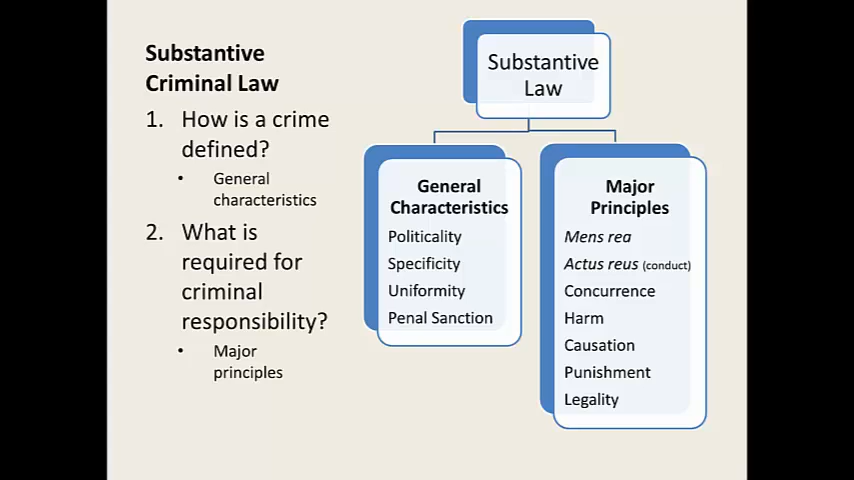 Substantive
Criminal Law
1. How is a crime
defined?
• General
characteristics
2. What is
required for
criminal
responsibility?
• Major
principles
Substantive
Law
General
Characteristics
Politicality
Specificity
Uniformity
Penal Sanction
Major
Principles
Mens rea
Actus reus (conduct)
Concurrence
Harm
Causation
Punishment
Legality